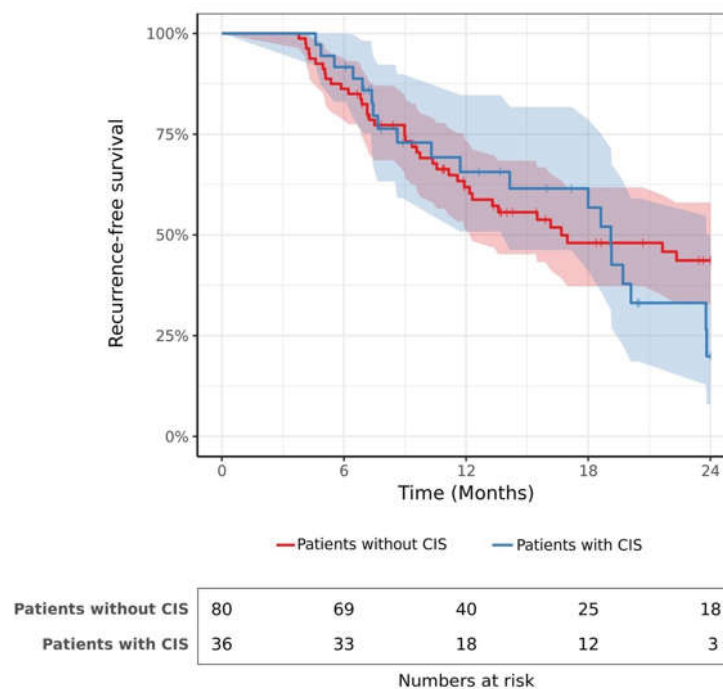 100%
75%
50%
25%
0%
Recurrence-free survival
0 6 12 18 24
Time (Months)
Patients without CIS Patients with CIS
Patients without CIS 80 69 40 25 18
Patients with CIS 36 33 18 12 3
Numbers at risk